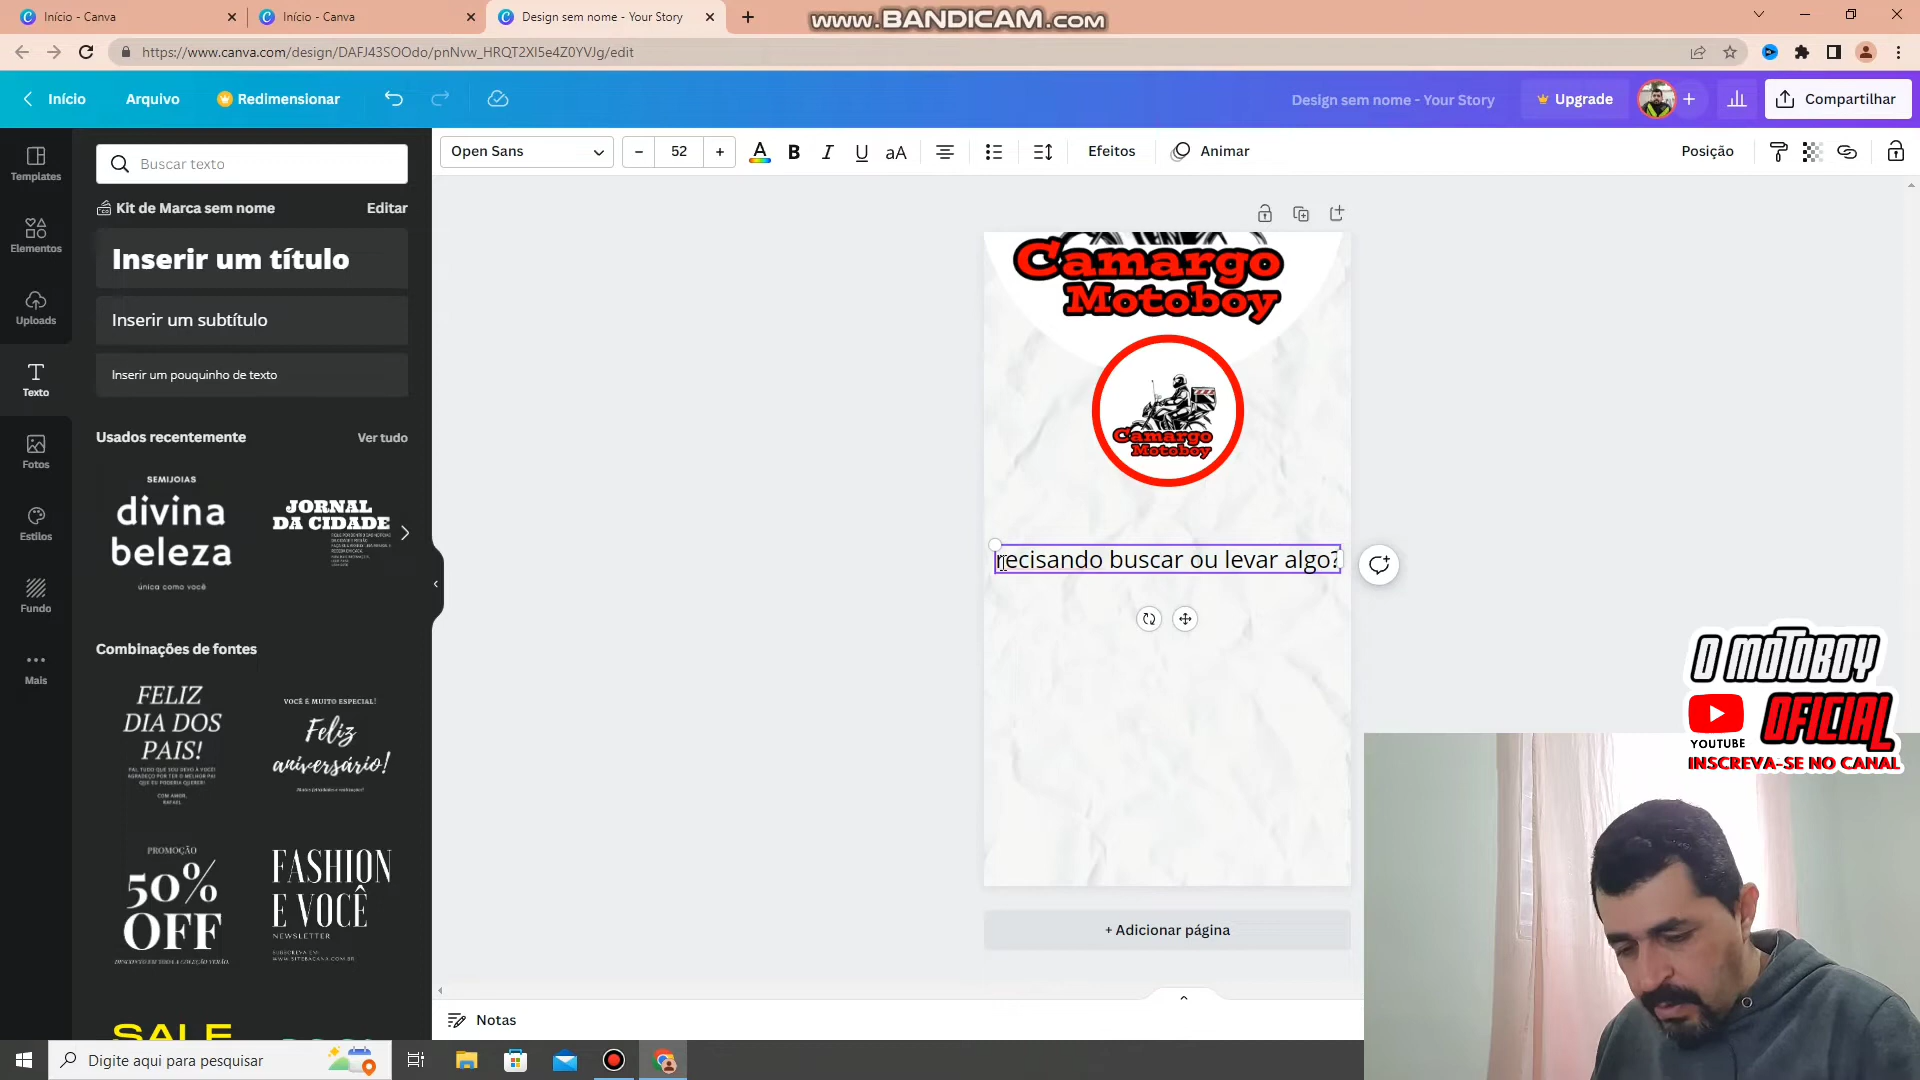 Início - Canva
Início - Canva
Design sem nome - Your Story
www.BANDICAM.com
https://www.canva.com/design/DAFJ43SOOdo/pnNvw_HRQT2Xl5e4Z0YVJg/edit
Início
Arquivo
Redimensionar
Design sem nome - Your Story
Upgrade
Compartilhar
Templates
Elementos
Uploads
Texto
Fotos
Estilos
Fundo
Mais
Buscar texto
Kit de Marca sem nome
Editar
Inserir um título
Inserir um subtítulo
Inserir um pouquinho de texto
Usados recentemente
Ver tudo
SEMIJOIAS
divina
beleza
única como você
JORNAL
DA CIDADE
Combinações de fontes
FELIZ
DIA DOS
PAIS!
COM AMOR,
RAFAEL
VOCÊ É MUITO ESPECIAL!
Feliz
aniversário!
PROMOÇÃO
50%
OFF
FASHION
E VOCÊ
NEWSLETTER
SALE
Open Sans
52
B
I
U
aA
Efeitos
Animar
Posição
Camargo
Motoboy
Camargo
Motoboy
recisando buscar ou levar algo?
+ Adicionar página
Notas
O MOTOBOY
OFICIAL
YOUTUBE
INSCREVA-SE NO CANAL
Digite aqui para pesquisar